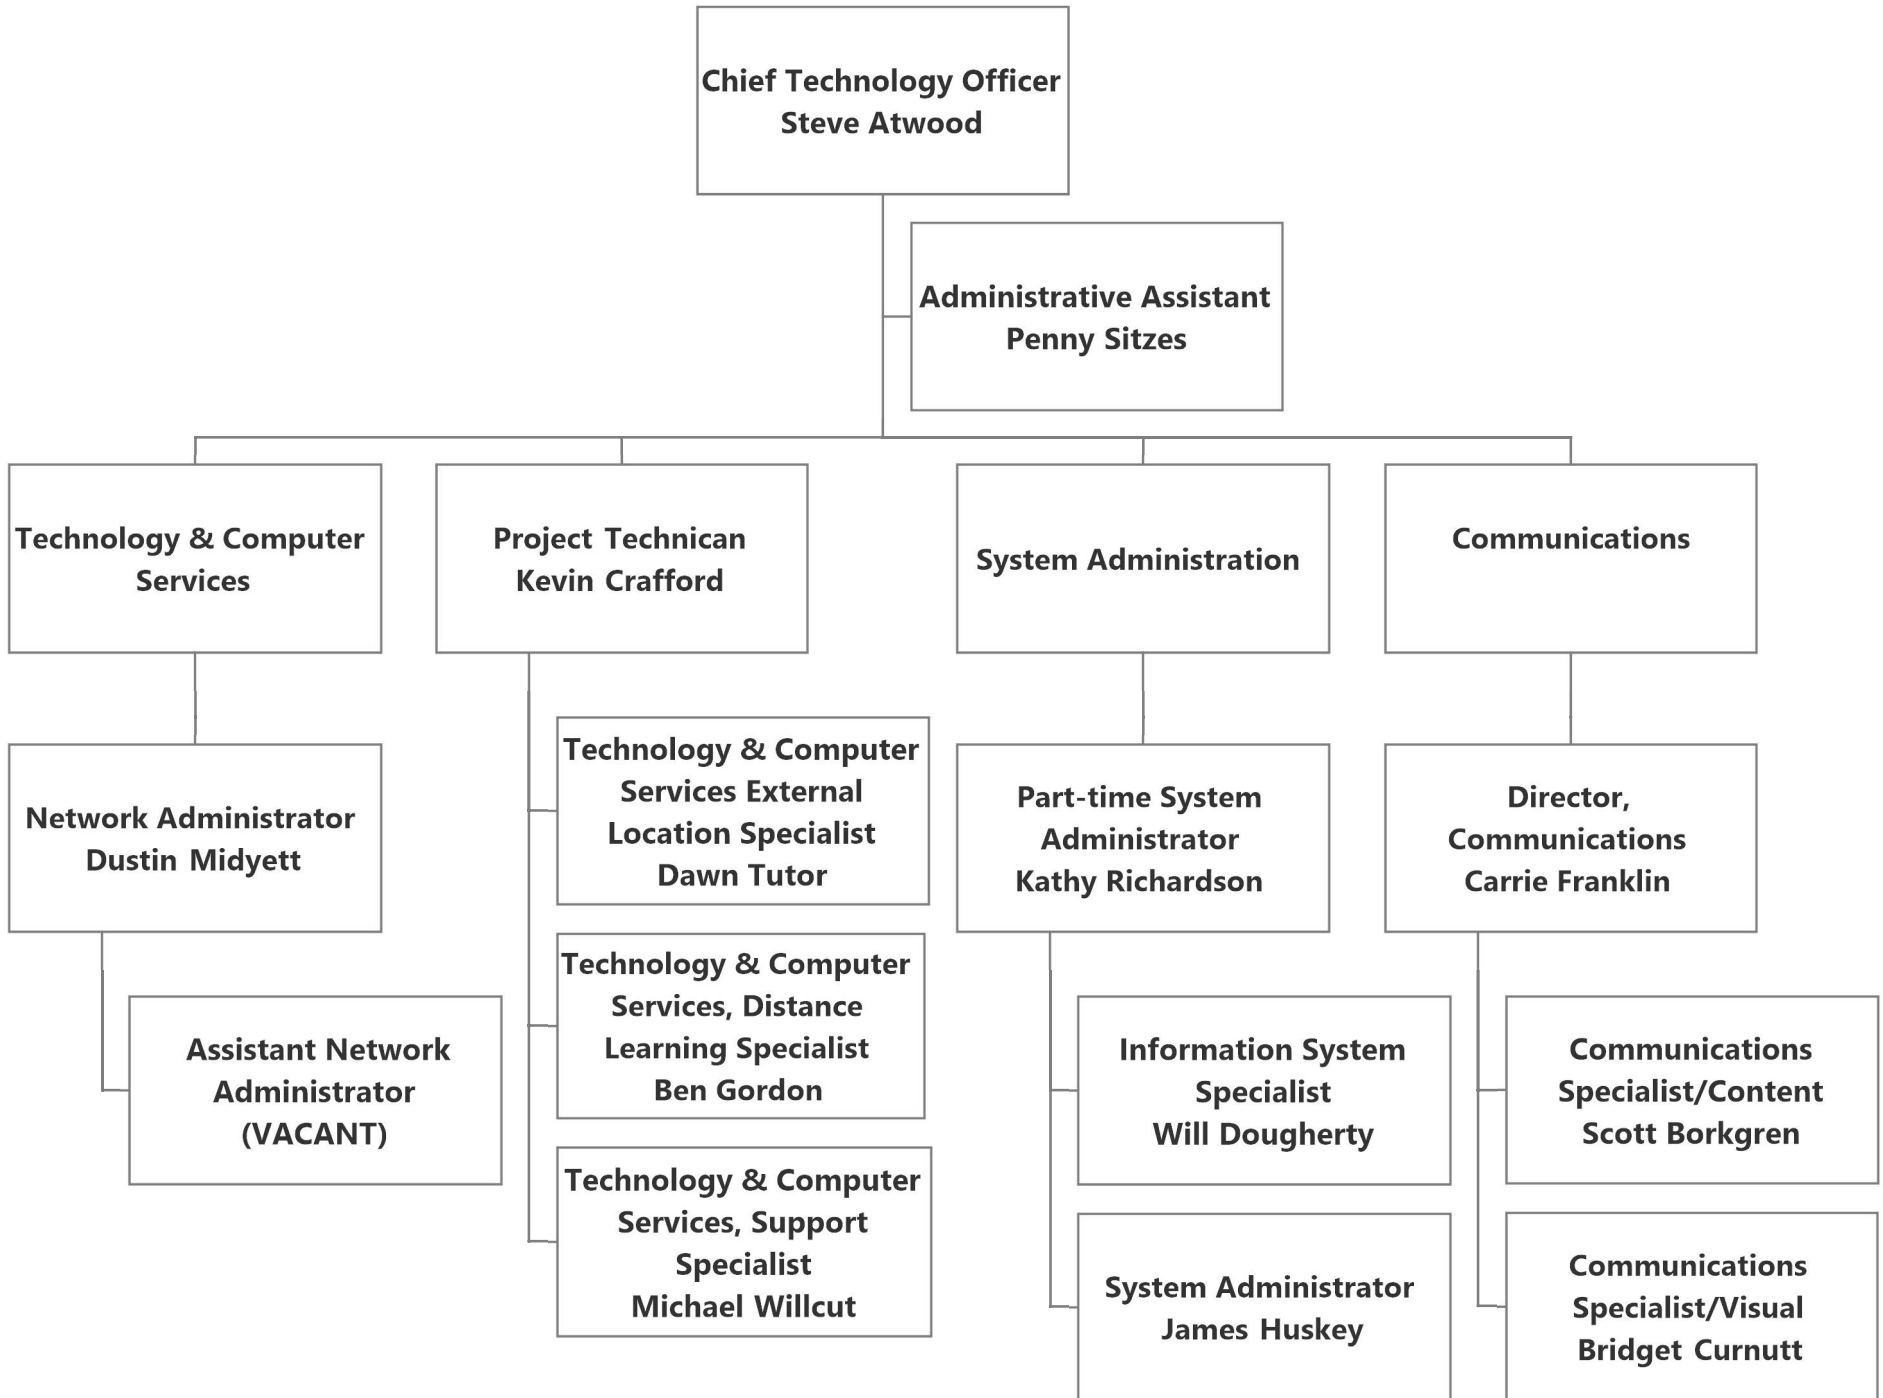 Chief Technology Officer
Steve Atwood
Administrative Assistant
Penny Sitzes
Technology & Computer
Services
Project Technican
Kevin Crafford
System Administration
Communications
Network Administrator
Dustin Midyett
Assistant Network
Administrator
(VACANT)
Technology & Computer
Services External
Location Specialist
Dawn Tutor
Technology & Computer
Services, Distance
Learning Specialist
Ben Gordon
Technology & Computer
Services, Support
Specialist
Michael Willcut
Part-time System
Administrator
Kathy Richardson
Information System
Specialist
Will Dougherty
System Administrator
James Huskey
Director,
Communications
Carrie Franklin
Communications
Specialist/Content
Scott Borkgren
Communications
Specialist/Visual
Bridget Curnutt